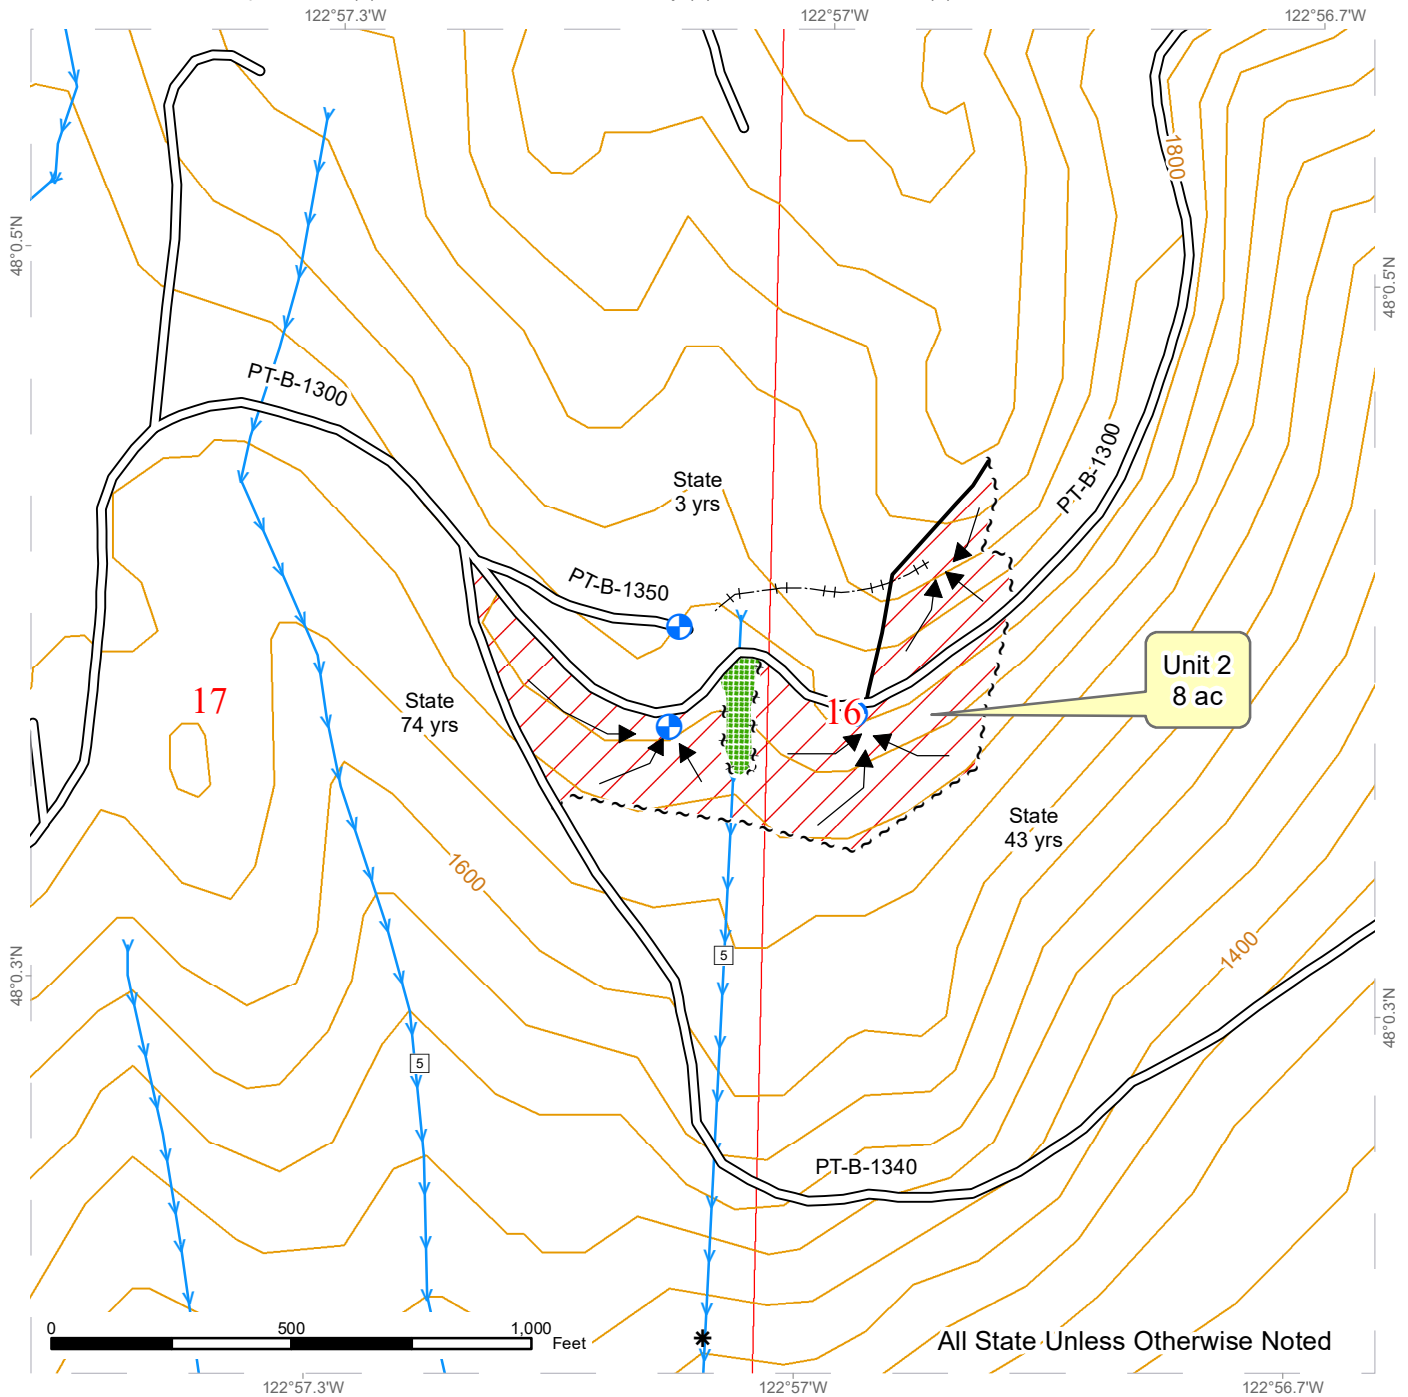 122°57.3'W
122°57'W
122°56.7'W
1800
48°0.5'N
48°0.5'N
PT-B-1300
PT-B-1300
State
3 yrs
PT-B-1350
Unit 2
8 ac
17
State
74 yrs
16
State
43 yrs
1600
1400
5
48°0.3'N
48°0.3'N
5
PT-B-1340
0 500 1,000
Feet
All State Unless Otherwise Noted
122°57.3'W
122°57'W
122°56.7'W